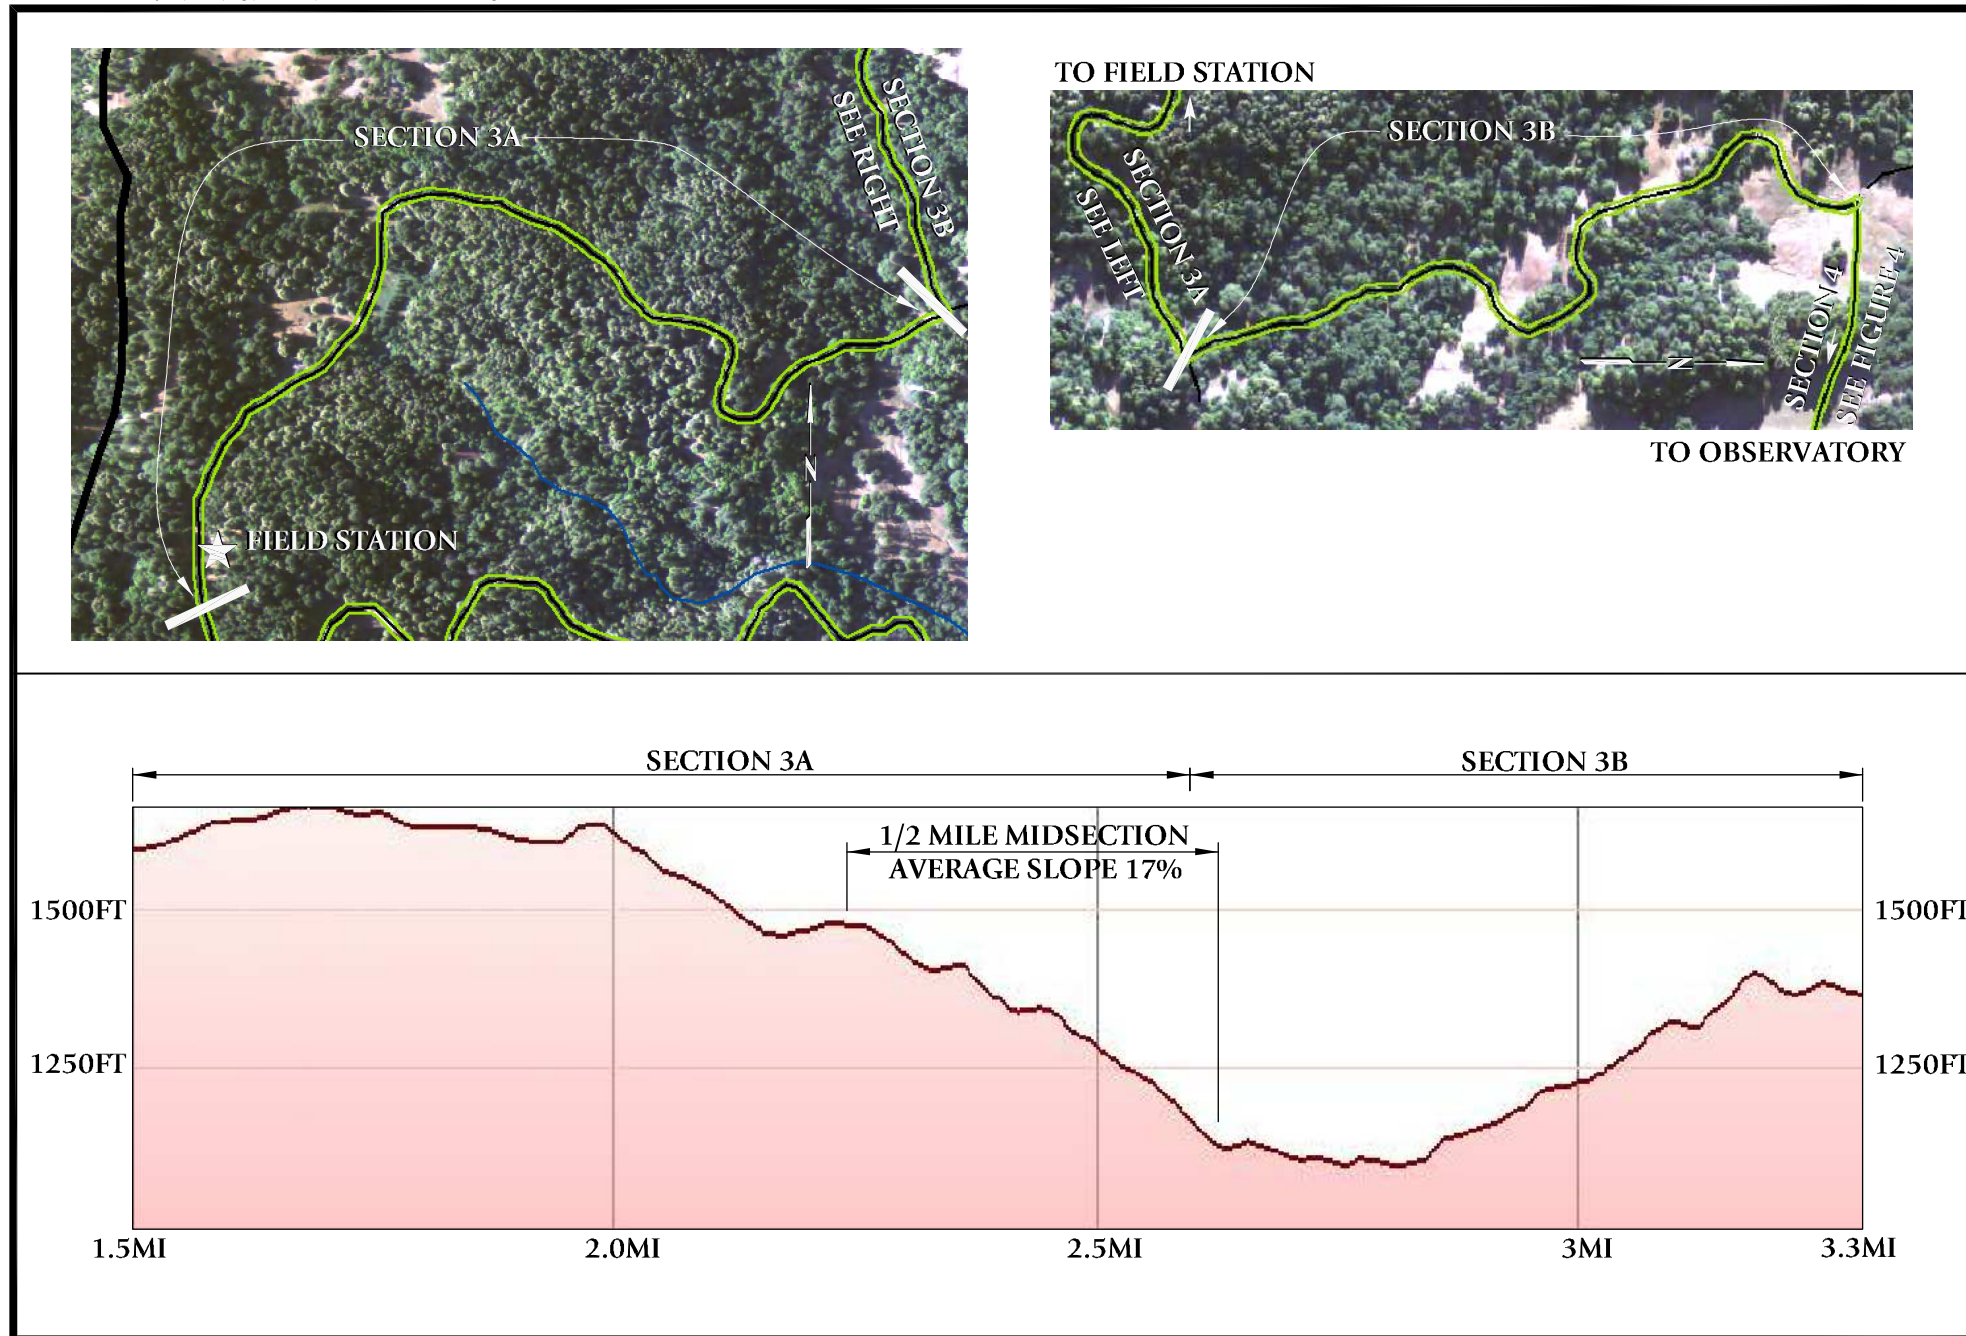 SECTION 3A
SECTION 3B
SEE RIGHT
FIELD STATION
N
TO FIELD STATION
SECTION 3B
SECTION 3A
SEE LEFT
N
SECTION 4
SEE FIGURE 4
TO OBSERVATORY
SECTION 3A
SECTION 3B
1/2 MILE MIDSECTION
AVERAGE SLOPE 17%
1500FT
1500FT
1250FT
1250FT
1.5MI
2.0MI
2.5MI
3MI
3.3MI